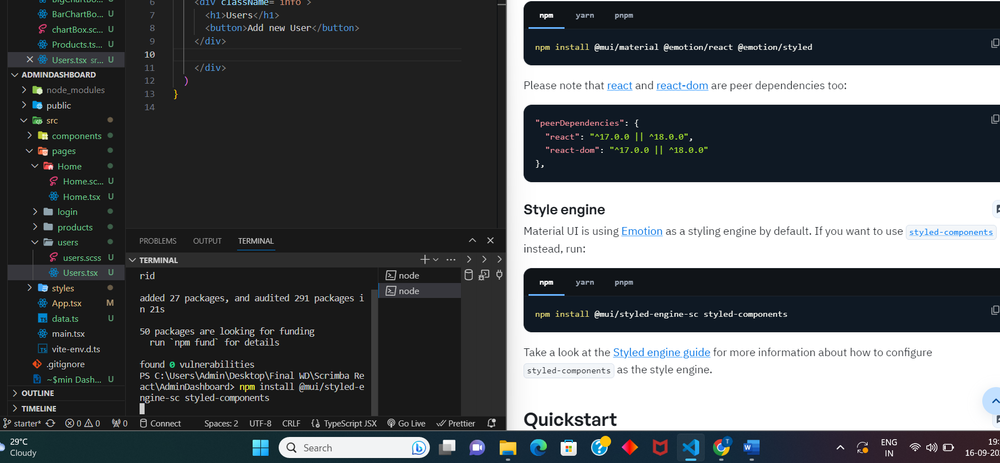 BigChartBo...
BarChartBo... U
chartBox.sc... U
Products.ts... U
Users.tsx sr... U
ADMINDASHBOARD
node_modules
public
src
components
pages
Home
Home.sc... U
Home.tsx U
login
products
users
users.scss U
Users.tsx U
styles
App.tsx M
data.ts U
main.tsx
vite-env.d.ts
.gitignore
~$min Dash... U
OUTLINE
TIMELINE
6 <div className="info">
7 <h1>Users</h1>
8 <button>Add new User</button>
9 </div>
10
11 </div>
12 )
13 }
14
PROBLEMS OUTPUT TERMINAL
TERMINAL
rid
added 27 packages, and audited 291 packages i
n 21s
50 packages are looking for funding
run `npm fund` for details
found 0 vulnerabilities
PS C:\Users\Admin\Desktop\Final WD\Scrimba Re
act\AdminDashboard> npm install @mui/styled-e
ngine-sc styled-components
node
node
starter* 0 0 0 Connect Spaces: 2 UTF-8 CRLF TypeScript JSX Go Live Prettier
npm yarn pnpm
npm install @mui/material @emotion/react @emotion/styled
Please note that react and react-dom are peer dependencies too:
"peerDependencies": {
"react": "^17.0.0 || ^18.0.0",
"react-dom": "^17.0.0 || ^18.0.0"
},
Style engine
Material UI is using Emotion as a styling engine by default. If you want to use styled-components
instead, run:
npm yarn pnpm
npm install @mui/styled-engine-sc styled-components
Take a look at the Styled engine guide for more information about how to configure
styled-components as the style engine.
Quickstart
29°C
Cloudy
Search
ENG
IN
19:
16-09-20